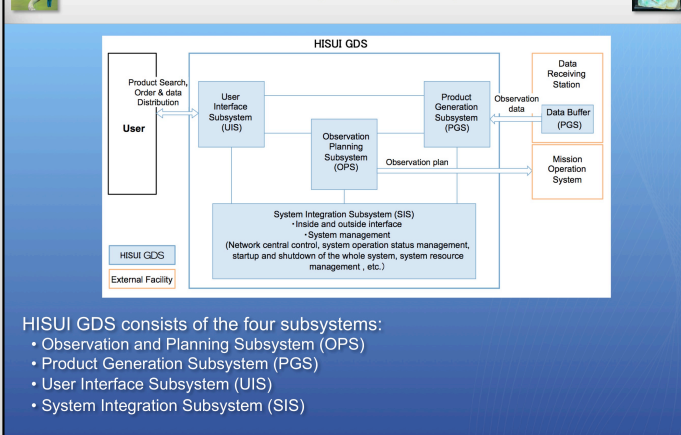 HISUI GDS
Product Search,
Order & data
Distribution
User
User
Interface
Subsystem
(UIS)
Observation
Planning
Subsystem
(OPS)
Product
Generation
Subsystem
(PGS)
Observation
data
Data
Receiving
Station
Data Buffer
(PGS)
Observation plan
Mission
Operation
System
System Integration Subsystem (SIS)
・Inside and outside interface
・System management
(Network central control, system operation status management,
startup and shutdown of the whole system, system resource
management , etc.)
HISUI GDS
External Facility
HISUI GDS consists of the four subsystems:
• Observation and Planning Subsystem (OPS)
• Product Generation Subsystem (PGS)
• User Interface Subsystem (UIS)
• System Integration Subsystem (SIS)